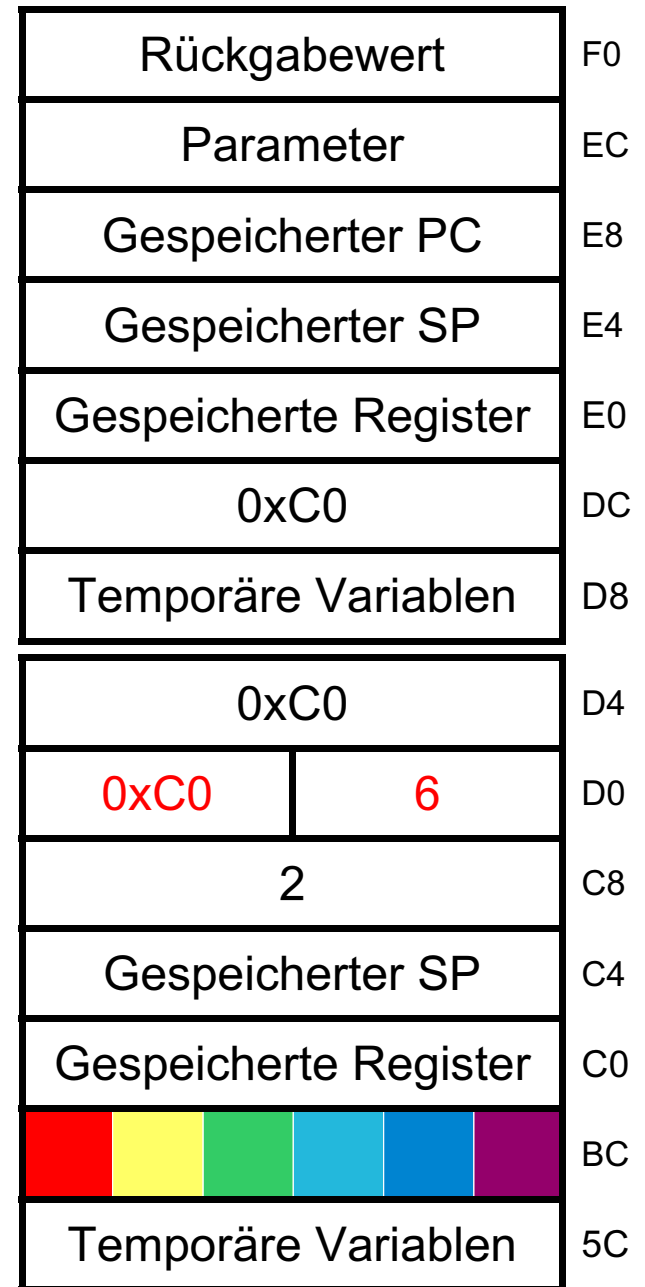 Rückgabewert F0
Parameter EC
Gespeicherter PC E8
Gespeicherter SP E4
Gespeicherte Register E0
0xC0 DC
Temporäre Variablen D8
0xC0 D4
0xC0 6 D0
2 C8
Gespeicherter SP C4
Gespeicherte Register C0
BC
Temporäre Variablen 5C